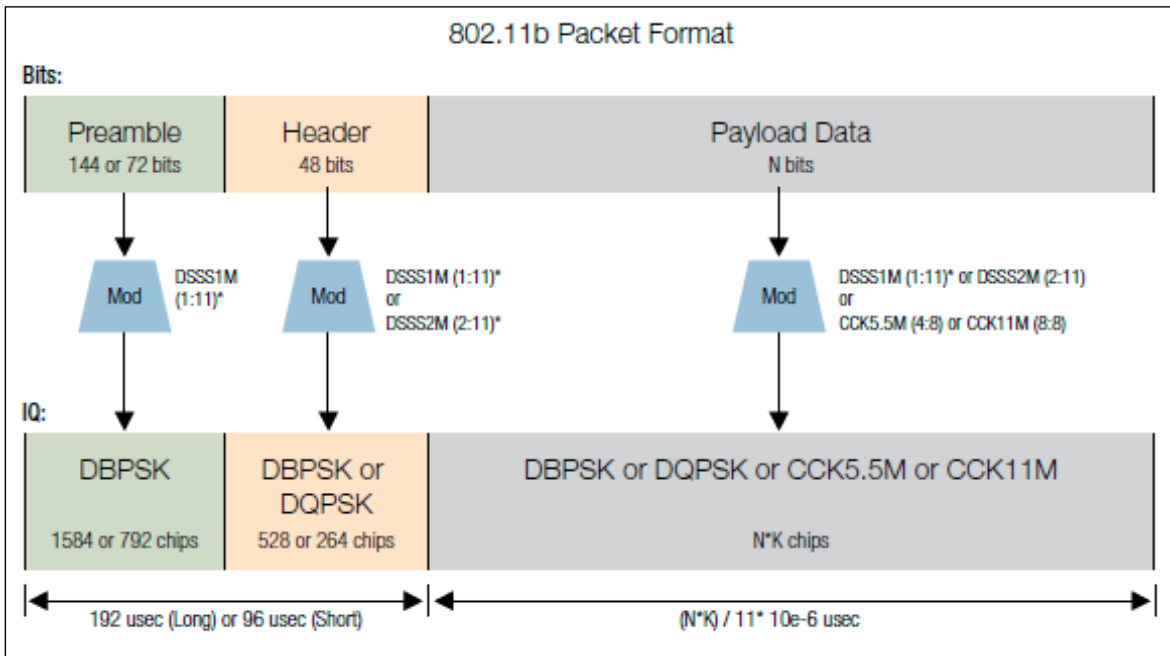 802.11b Packet Format
Bits:
Preamble
144 or 72 bits
Header
48 bits
Payload Data
N bits
Mod
DSSS1M
(1:11)*
Mod
DSSS1M (1:11)*
or
DSSS2M (2:11)*
Mod
DSSS1M (1:11)* or DSSS2M (2:11)
or
CCK5.5M (4:8) or CCK11M (8:8)
IQ:
DBPSK
1584 or 792 chips
DBPSK or
DQPSK
528 or 264 chips
DBPSK or DQPSK or CCK5.5M or CCK11M
N*K chips
192 usec (Long) or 96 usec (Short)
(N*K) / 11* 10e-6 usec